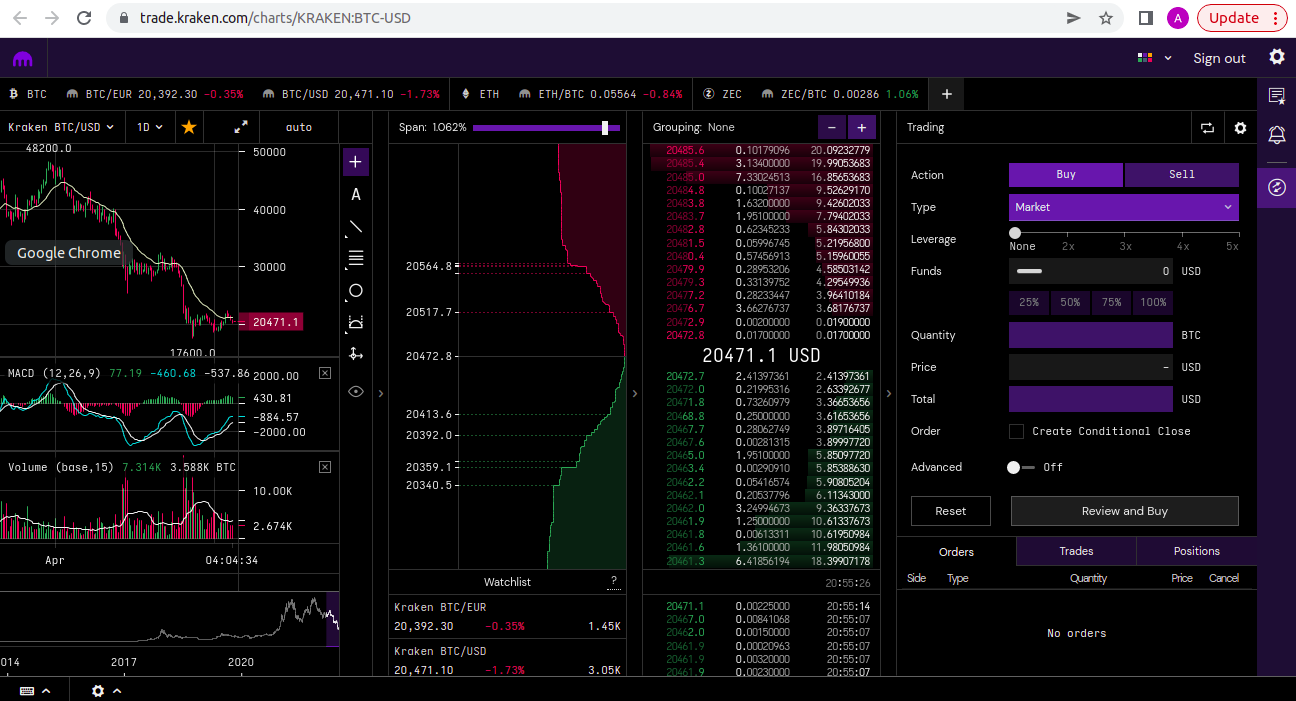 trade.kraken.com/charts/KRAKEN:BTC-USD
A
Update
Sign out
BTC BTC/EUR 20,392.30 -0.35% BTC/USD 20,471.10 -1.73% ETH ETH/BTC 0.05564 -0.84% ZEC ZEC/BTC 0.00286 1.06% +
Kraken BTC/USD 1D auto
48200.0
50000
40000
Google Chrome
30000
20471.1
17600.0
MACD (12,26,9) 77.19 -460.68 -537.86
2000.00
430.81
-884.57
-2000.00
Volume (base,15) 7.314K 3.588K BTC
10.00K
2.674K
Apr 04:04:34
014 2017 2020
A
Span: 1.062%
20564.8
20517.7
20472.8
20413.6
20392.0
20359.1
20340.5
Watchlist ?
Kraken BTC/EUR
20,392.30 -0.35% 1.45K
Kraken BTC/USD
20,471.10 -1.73% 3.05K
Grouping: None - +
20485.6 0.10179096 20.09232779
20485.4 3.13400000 19.99053683
20485.0 7.33024513 16.85653683
20484.8 0.10027137 9.52629170
20483.8 1.63200000 9.42602033
20483.7 1.95100000 7.79402033
20482.8 0.62345233 5.84302033
20481.5 0.05996745 5.21956800
20480.4 0.57456913 5.15960055
20479.9 0.28953206 4.58503142
20479.3 0.33139752 4.29549936
20477.2 0.28233447 3.96410184
20476.7 3.66276737 3.68176737
20472.9 0.00200000 0.01900000
20472.8 0.01700000 0.01700000
20471.1 USD
20472.7 2.41397361 2.41397361
20472.0 0.21995316 2.63392677
20471.8 0.73260979 3.36653656
20468.8 0.25000000 3.61653656
20467.7 0.28062749 3.89716405
20467.6 0.00281315 3.89997720
20465.0 1.95100000 5.85097720
20463.4 0.00290910 5.85388630
20462.2 0.05416574 5.90805204
20462.1 0.20537796 6.11343000
20462.0 3.24994673 9.36337673
20461.9 1.25000000 10.61337673
20461.8 0.00613311 10.61950984
20461.6 1.36100000 11.98050984
20461.3 6.41856194 18.39907178
20:55:26
20471.1 0.00225000 20:55:14
20467.0 0.00841068 20:55:07
20462.0 0.00150000 20:55:07
20461.9 0.00020963 20:55:07
20461.9 0.00320000 20:55:07
20461.9 0.00230000 20:55:07
Trading
Action Buy Sell
Type Market
Leverage None 2x 3x 4x 5x
Funds 0 USD
25% 50% 75% 100%
Quantity BTC
Price - USD
Total USD
Order Create Conditional Close
Advanced Off
Reset Review and Buy
Orders Trades Positions
Side Type Quantity Price Cancel
No orders